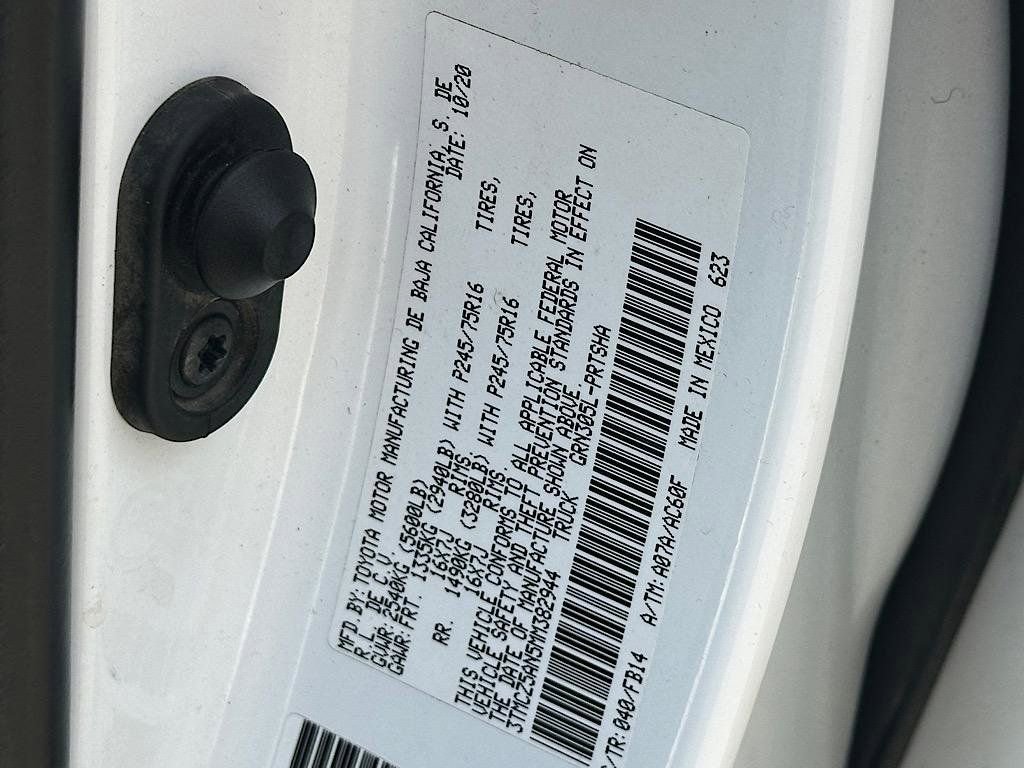 MFD. BY: TOYOTA MOTOR MANUFACTURING DE BAJA CALIFORNIA, S. DE
R.L. DE C.V. DATE: 10/20
GVWR: 2540KG (5600LB)
GAWR: FRT. 1335KG (2940LB) WITH P245/75R16 TIRES,
16X7J RIMS,
RR. 1490KG (3280LB) WITH P245/75R16 TIRES,
16X7J RIMS.
THIS VEHICLE CONFORMS TO ALL APPLICABLE FEDERAL MOTOR
VEHICLE SAFETY AND THEFT PREVENTION STANDARDS IN EFFECT ON
THE DATE OF MANUFACTURE SHOWN ABOVE.
3TMCZ5AN5MM382944 TRUCK GRN305L-PRTSHA
C/TR: 040/FB14 A/TM: A07A/AC60F MADE IN MEXICO 623